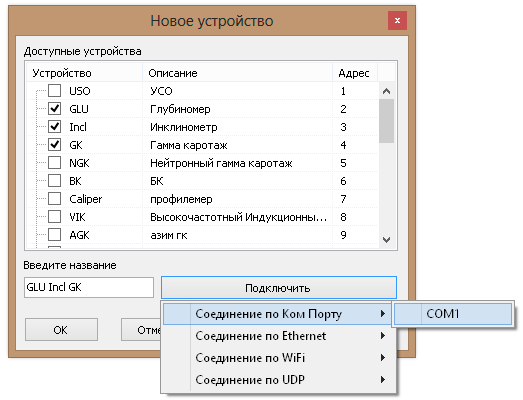 Новое устройство
x
Доступные устройства
Устройство Описание Адрес
USO УСО 1
GLU Глубиномер 2
Incl Инклинометр 3
GK Гамма каротаж 4
NGK Нейтронный гамма каротаж 5
BK БК 6
Caliper профилемер 7
VIK Высокочастотный Индукционны... 8
AGK азим гк 9
Введите название
GLU Incl GK Подключить
Соединение по Ком Порту COM1
OK Отме
Соединение по Ethernet
Соединение по WiFi
Соединение по UDP